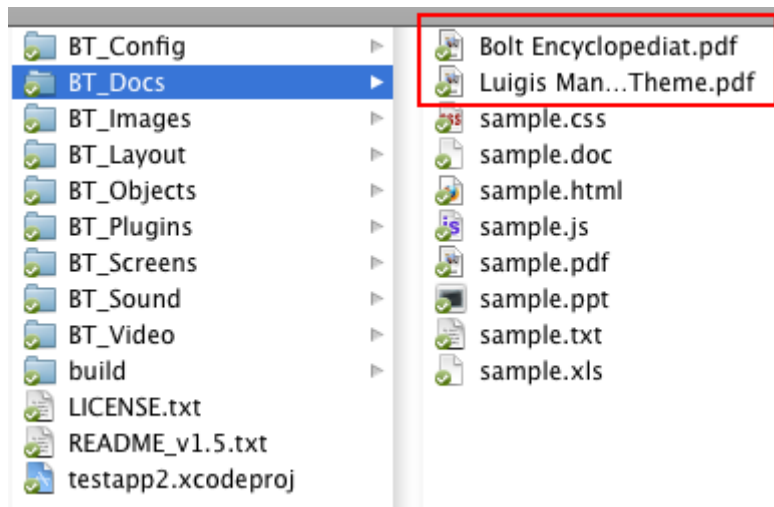 BT_Config
BT_Docs
BT_Images
BT_Layout
BT_Objects
BT_Plugins
BT_Screens
BT_Sound
BT_Video
build
LICENSE.txt
README_v1.5.txt
testapp2.xcodeproj
Bolt Encyclopediat.pdf
Luigis Man...Theme.pdf
sample.css
sample.doc
sample.html
sample.js
sample.pdf
sample.ppt
sample.txt
sample.xls